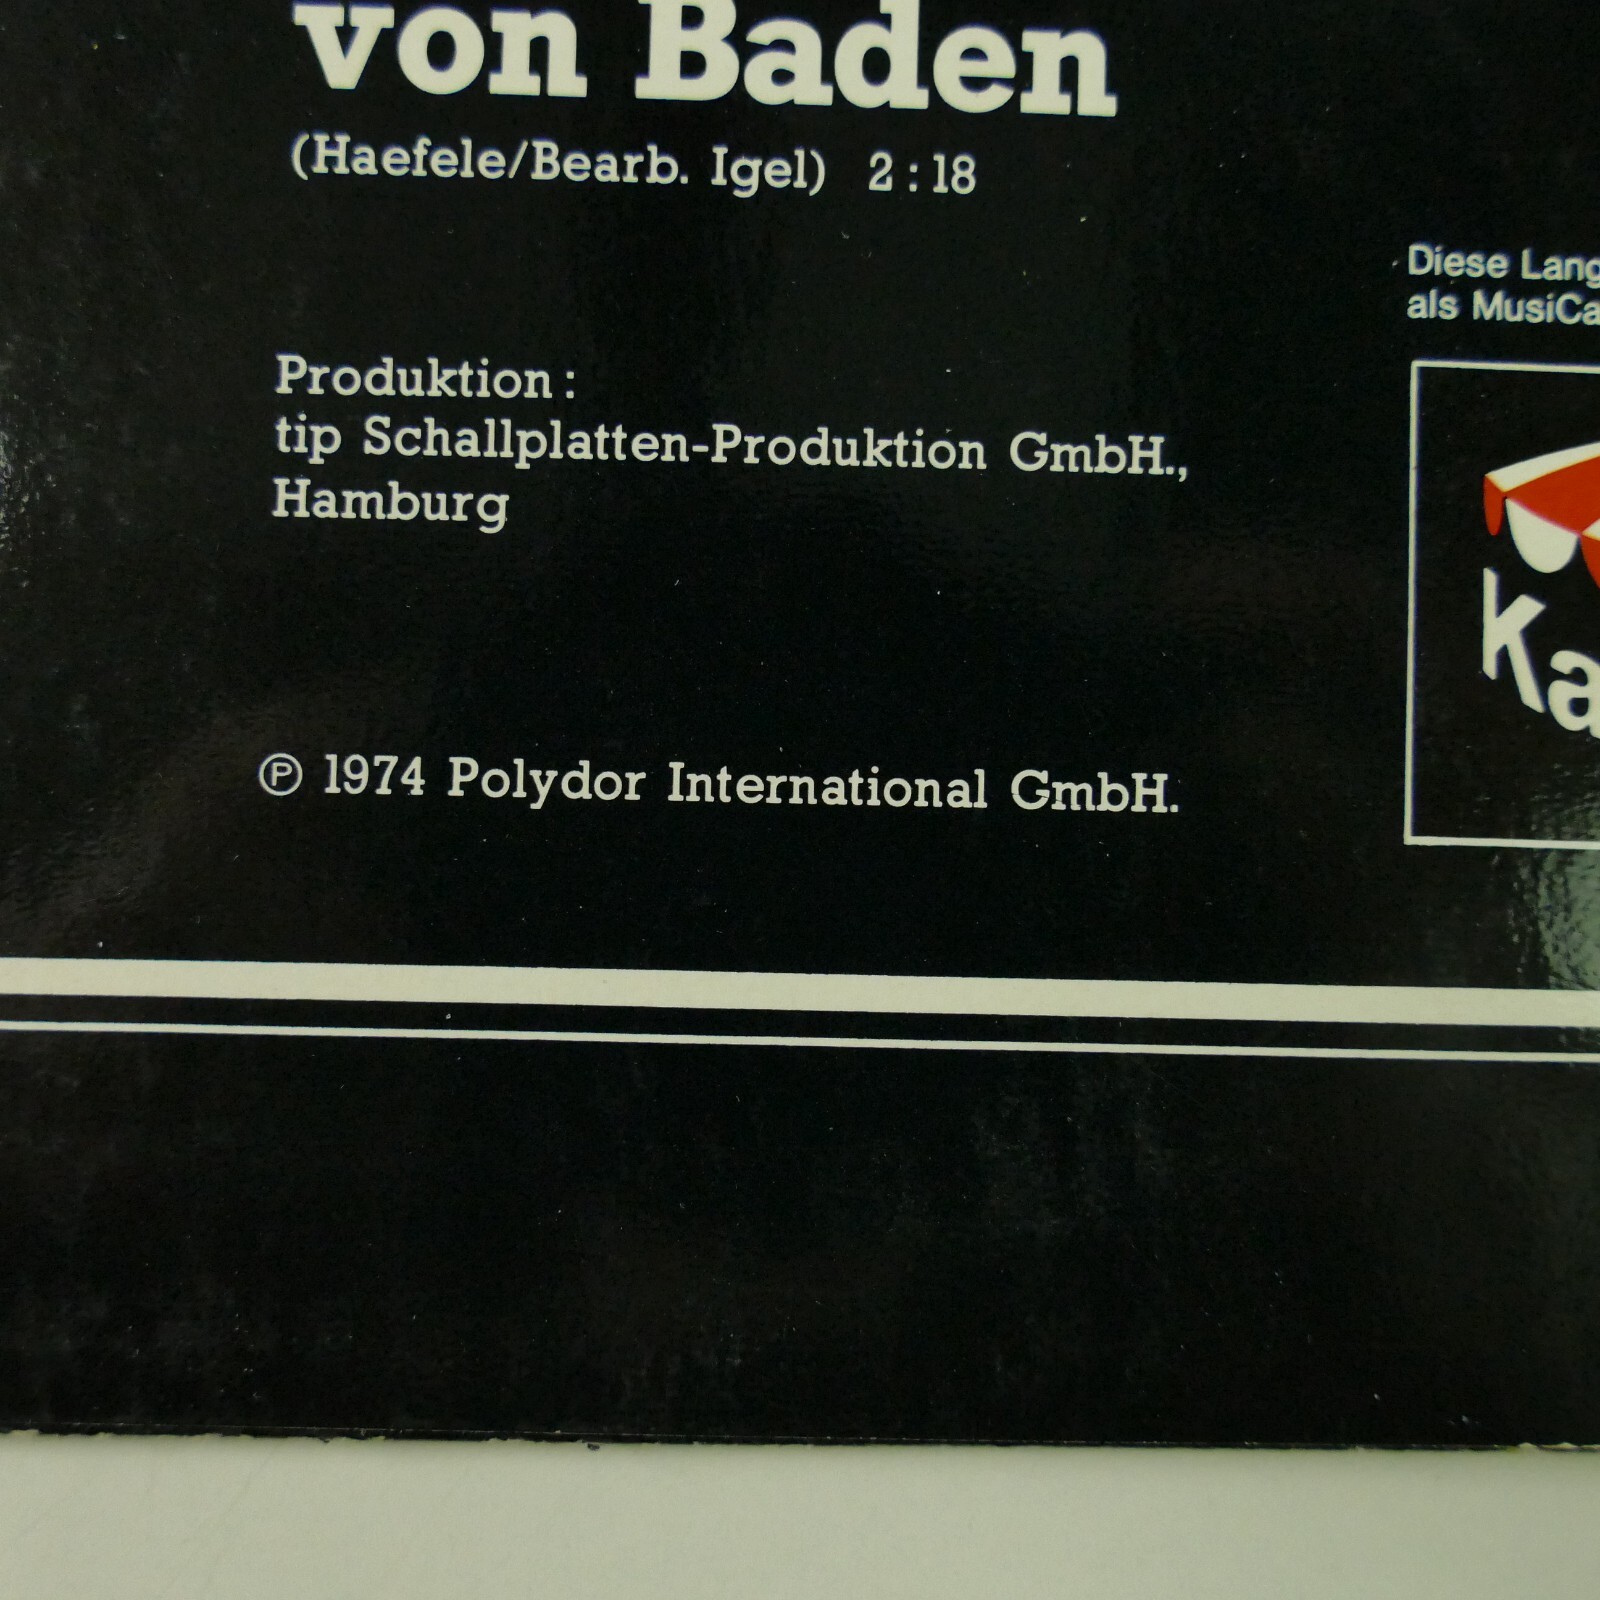 von Baden
(Haefele/Bearb. Igel) 2:18
Produktion:
tip Schallplatten-Produktion GmbH.,
Hamburg
℗ 1974 Polydor International GmbH.
Diese Lang
als MusiCa
Ka